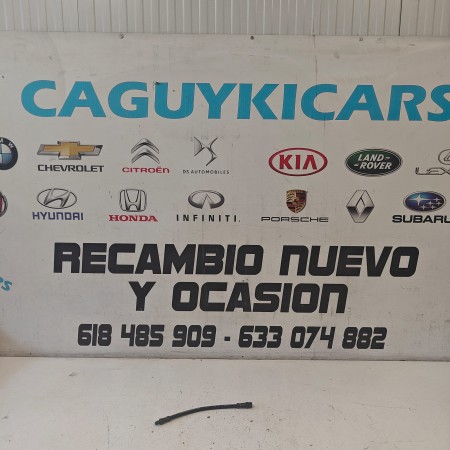 CAGUYKICARS
CHEVROLET CITROËN DS AUTOMOBILES KIA LAND ROVER
HYUNDAI HONDA INFINITI. PORSCHE SUBARU
RECAMBIO NUEVO
Y OCASION
618 485 909 - 633 074 882